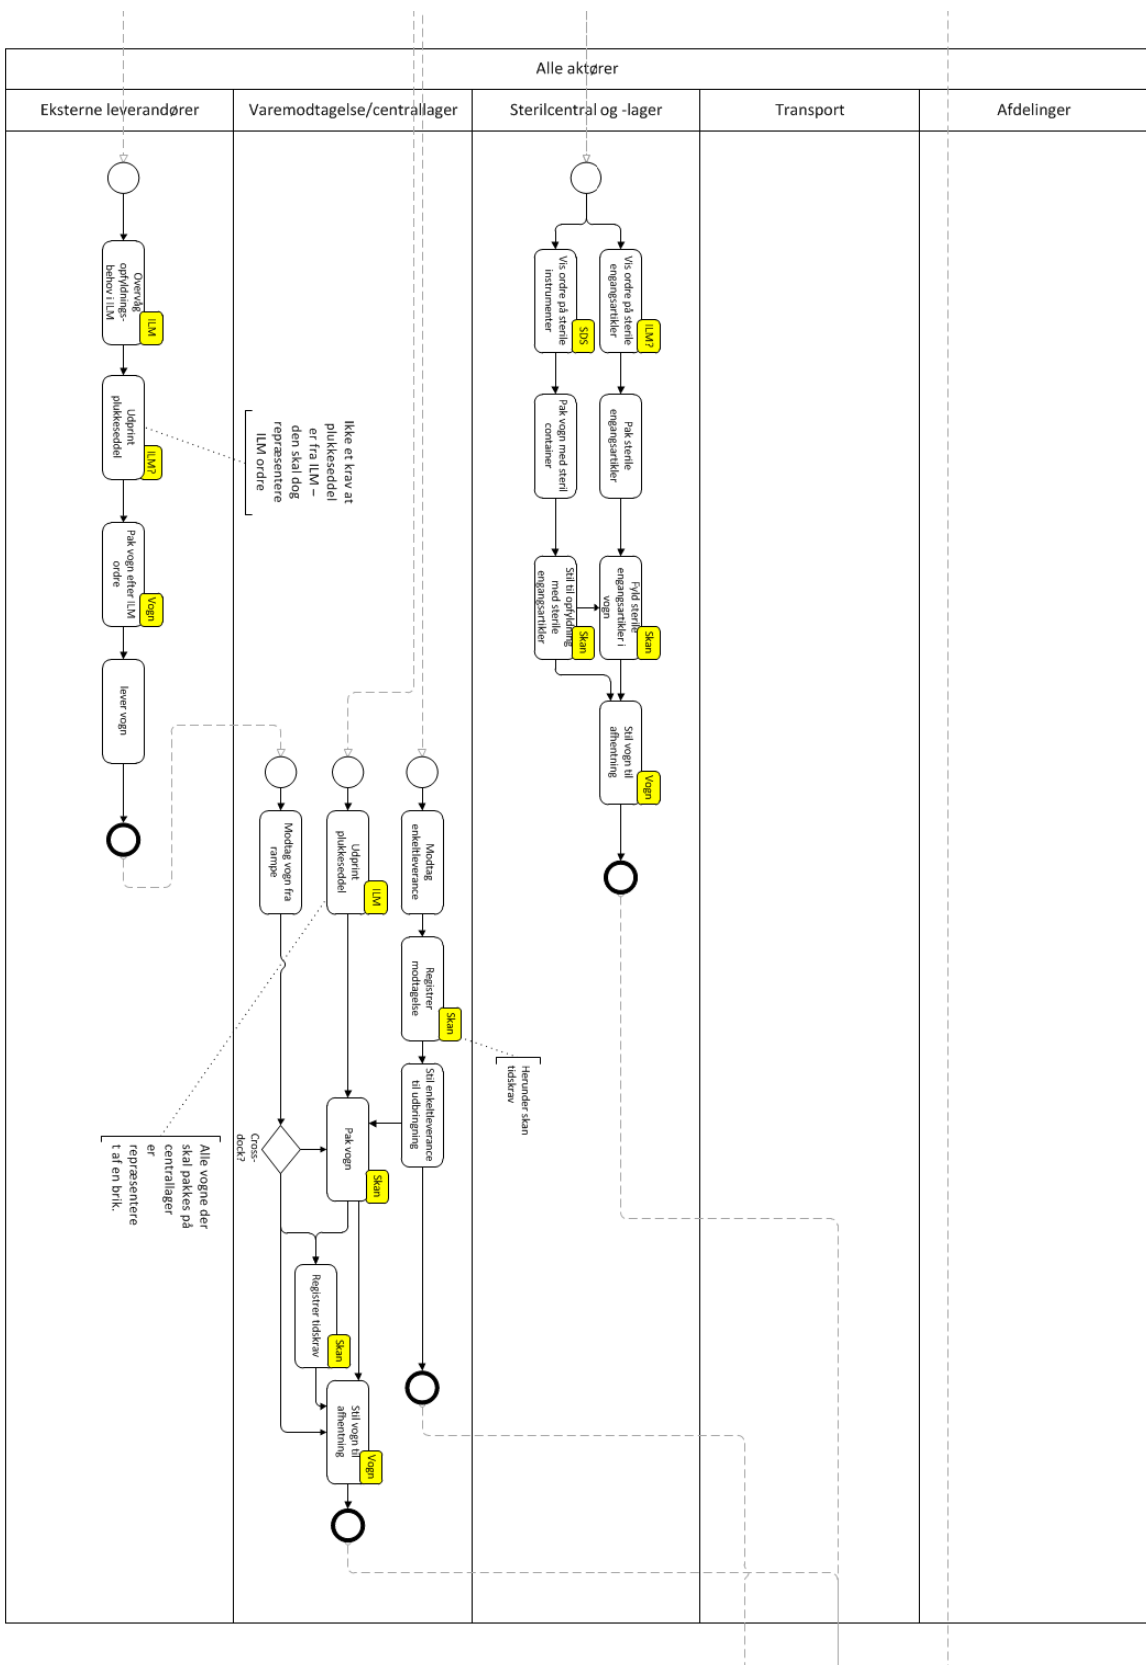 Alle aktører
Eksterne leverandører
Varemodtagelse/centrallager
Sterilcentral og -lager
Transport
Afdelinger
Overvåg
opfyldnings-
behov i ILM
ILM
Udprint
plukkeseddel
ILM?
Pak vogn efter ILM
ordre
Vogn
lever vogn
Ikke et krav at
plukkeseddel
er fra ILM –
den skal dog
repræsentere
ILM ordre
Modtag vogn fra
rampe
Udprint
plukkeseddel
ILM
Modtag
enkeltleverance
Registrer
modtagelse
Skan
Herunder skan
tidskrav
Stil enkeltleverance
til udbringning
Pak vogn
Skan
Cross-
dock?
Alle vogne der
skal pakkes på
centrallager
er
repræsentere
t af en brik.
Registrer tidskrav
Skan
Stil vogn til
afhentning
Vogn
Vis ordre på sterile
instrumenter
SDS
Vis ordre på sterile
engangsartikler
ILM?
Pak vogn med steril
container
Pak sterile
engangsartikler
Stil til opfyldning
med sterile
engangsartikler
Skan
Fyld sterile
engangsartikler i
vogn
Skan
Stil vogn til
afhentning
Vogn